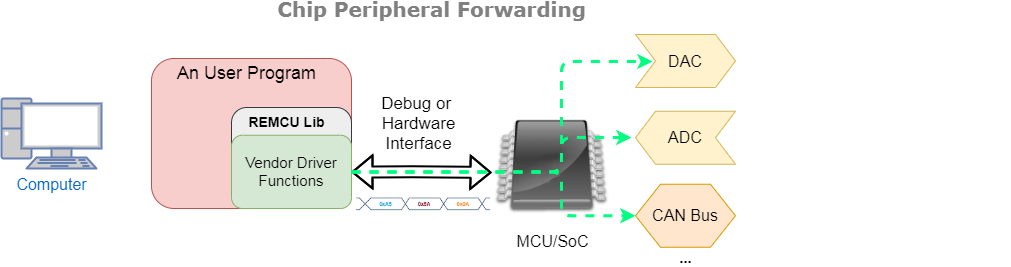 Chip Peripheral Forwarding
An User Program
REMCU Lib
Vendor Driver
Functions
Computer
Debug or
Hardware
Interface
0xA5
0x5A
0x0A
MCU/SoC
DAC
ADC
CAN Bus
...